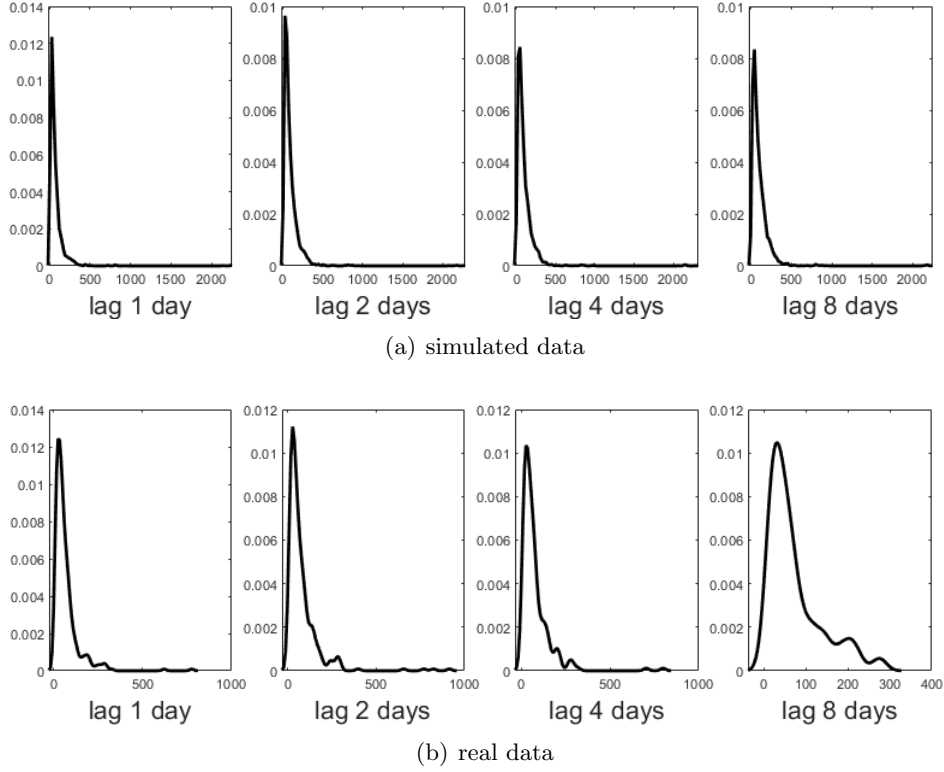 0.014 0.01 0.01 0.01
0.012
0.008 0.008 0.008
0.01
0.008 0.006 0.006 0.006
0.006 0.004 0.004 0.004
0.004
0.002 0.002 0.002
0.002
0 0 0 0
0 500 1000 1500 2000 0 500 1000 1500 2000 0 500 1000 1500 2000 0 500 1000 1500 2000
lag 1 day lag 2 days lag 4 days lag 8 days
(a) simulated data
0.014 0.012 0.012 0.012
0.012 0.01 0.01 0.01
0.01
0.008 0.008 0.008
0.008
0.006 0.006 0.006
0.006
0.004 0.004 0.004
0.004
0.002 0.002 0.002 0.002
0 0 0 0
0 500 1000 0 500 1000 0 500 1000 0 100 200 300 400
lag 1 day lag 2 days lag 4 days lag 8 days
(b) real data